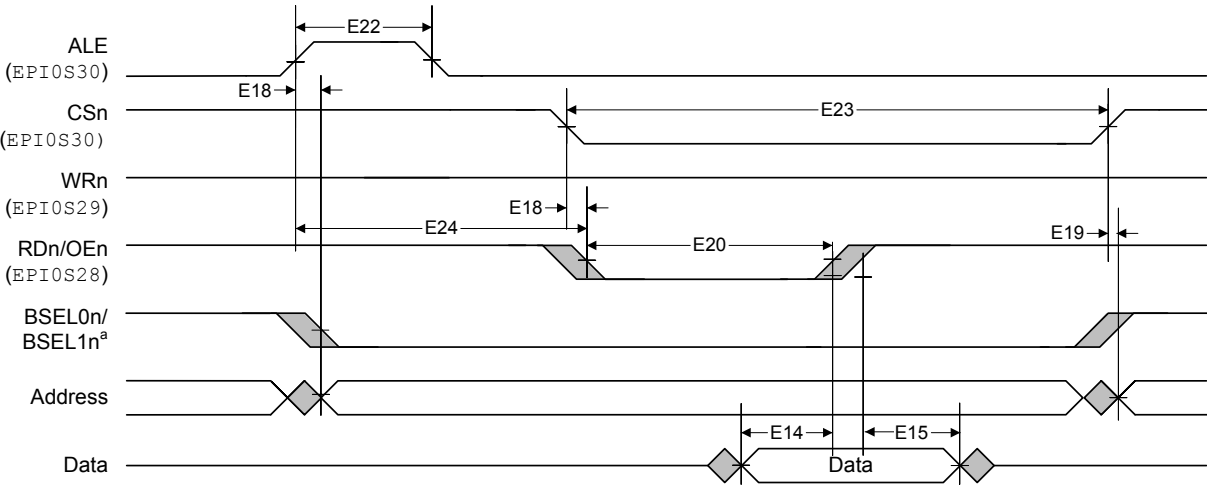 E22
ALE
(EPI0S30)
E18
CSn
E23
(EPI0S30)
WRn
(EPI0S29)
E18
E24
E19
RDn/OEn
E20
(EPI0S28)
BSEL0n/
BSEL1nª
Address
E14
E15
Data
Data